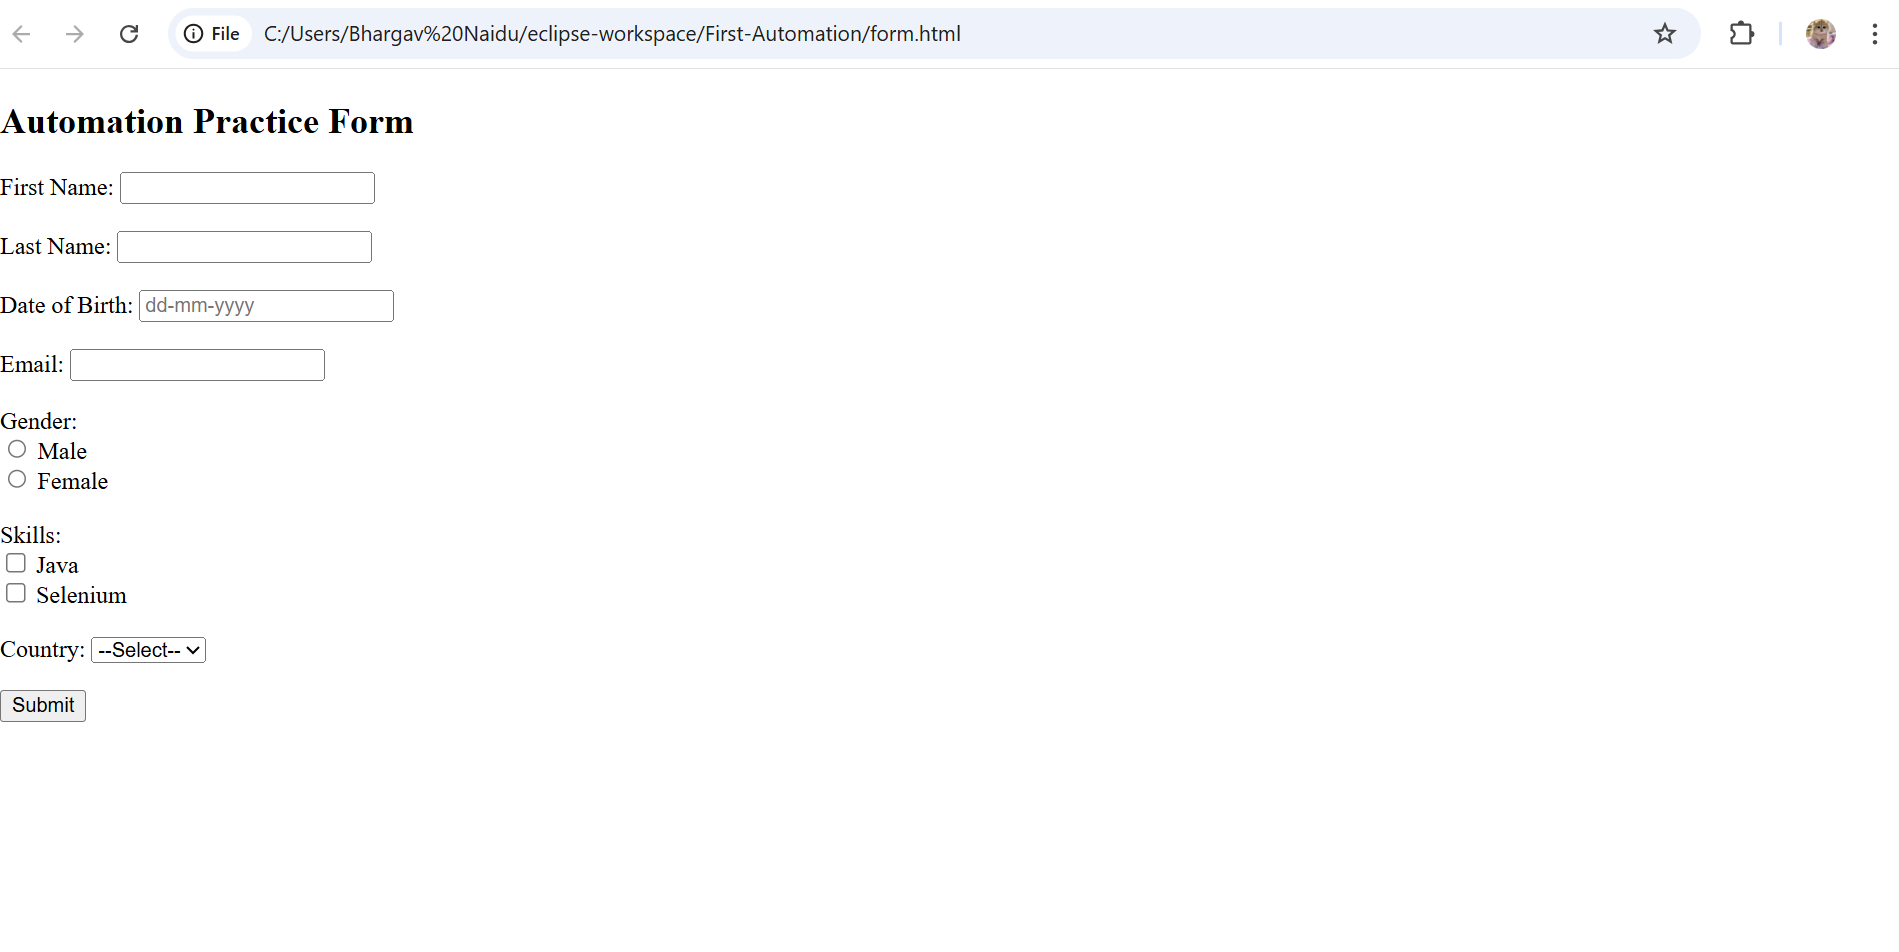 File C:/Users/Bhargav%20Naidu/eclipse-workspace/First-Automation/form.html
Automation Practice Form
First Name:
Last Name:
Date of Birth: dd-mm-yyyy
Email:
Gender:
Male
Female
Skills:
Java
Selenium
Country: --Select--
Submit